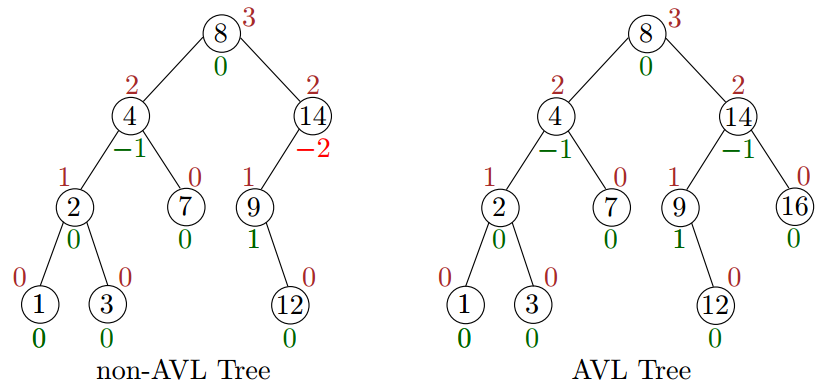 8 3 8 3
0 0
2 2 2 2
4 14 4 14
−1 −2 −1 −1
1 0 1 1 0 1 0
2 7 9 2 7 9 16
0 0 1 0 0 1 0
0 0 0 0 0 0
1 3 12 1 3 12
0 0 0 0 0 0
non-AVL Tree AVL Tree